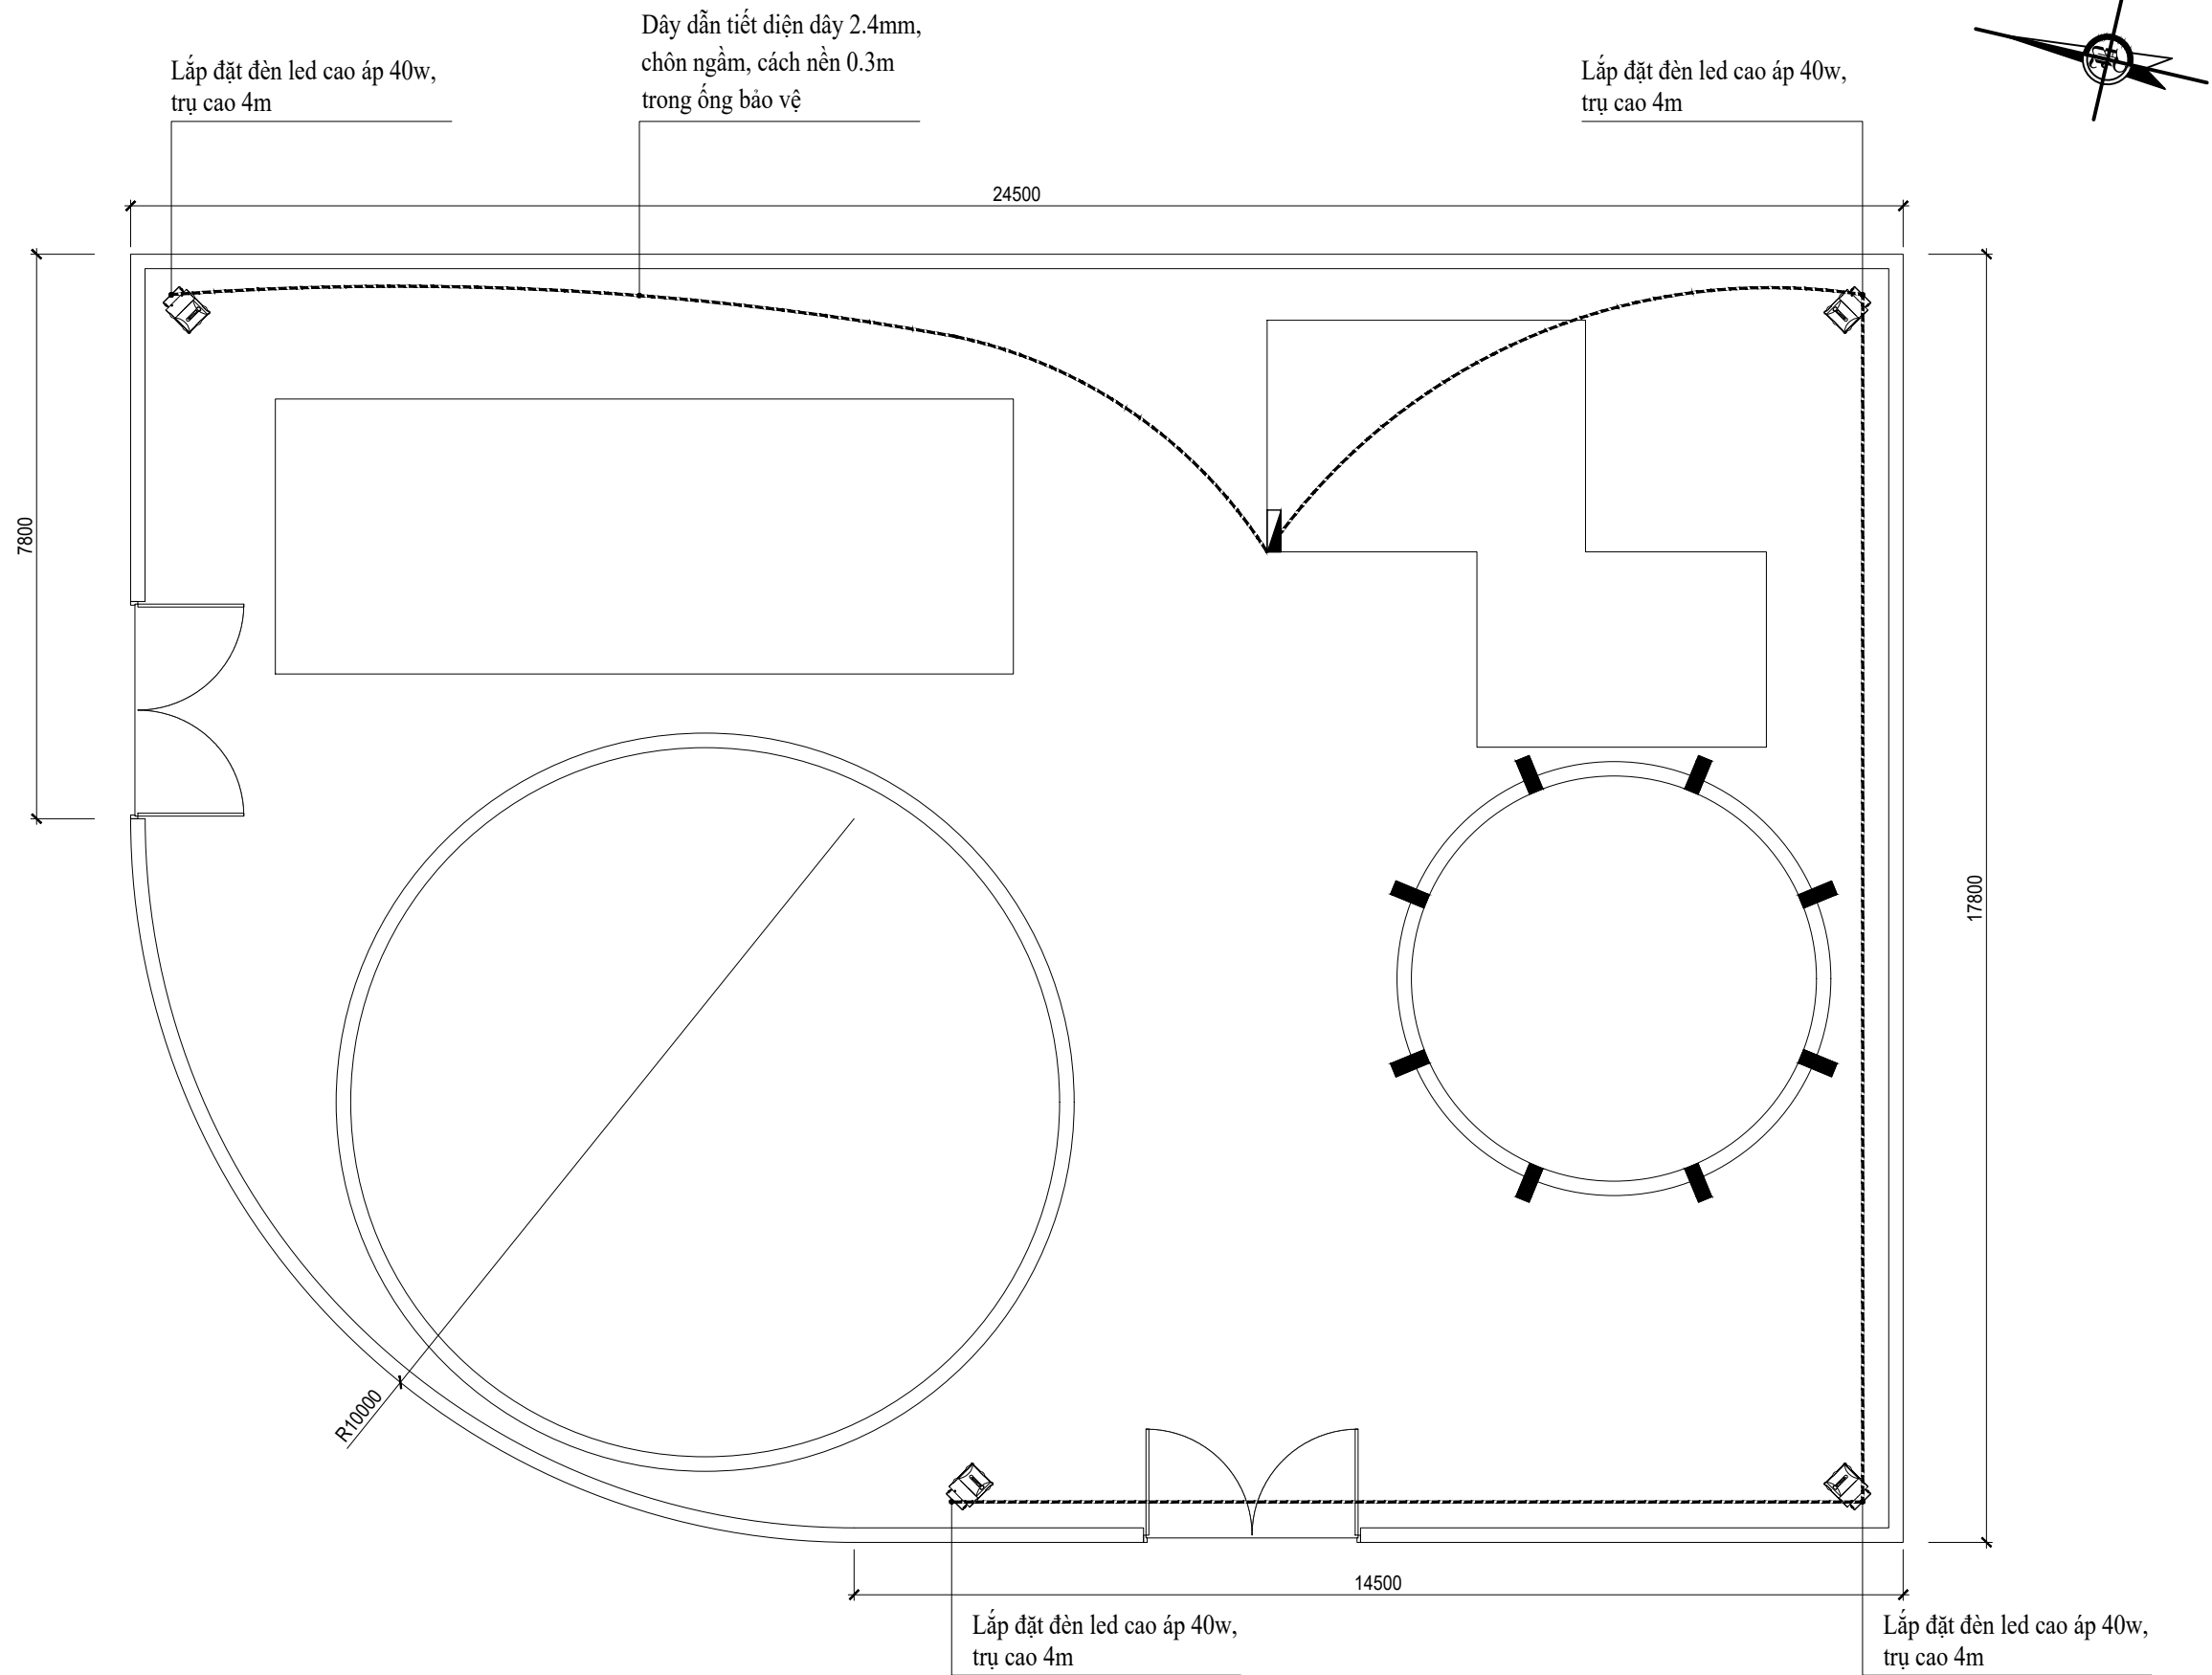 Dây dẫn tiết diện dây 2.4mm,
chôn ngầm, cách nền 0.3m
trong ống bảo vệ
Lắp đặt đèn led cao áp 40w,
trụ cao 4m
Lắp đặt đèn led cao áp 40w,
trụ cao 4m
24500
7800
17800
R10000
14500
Lắp đặt đèn led cao áp 40w,
trụ cao 4m
Lắp đặt đèn led cao áp 40w,
trụ cao 4m